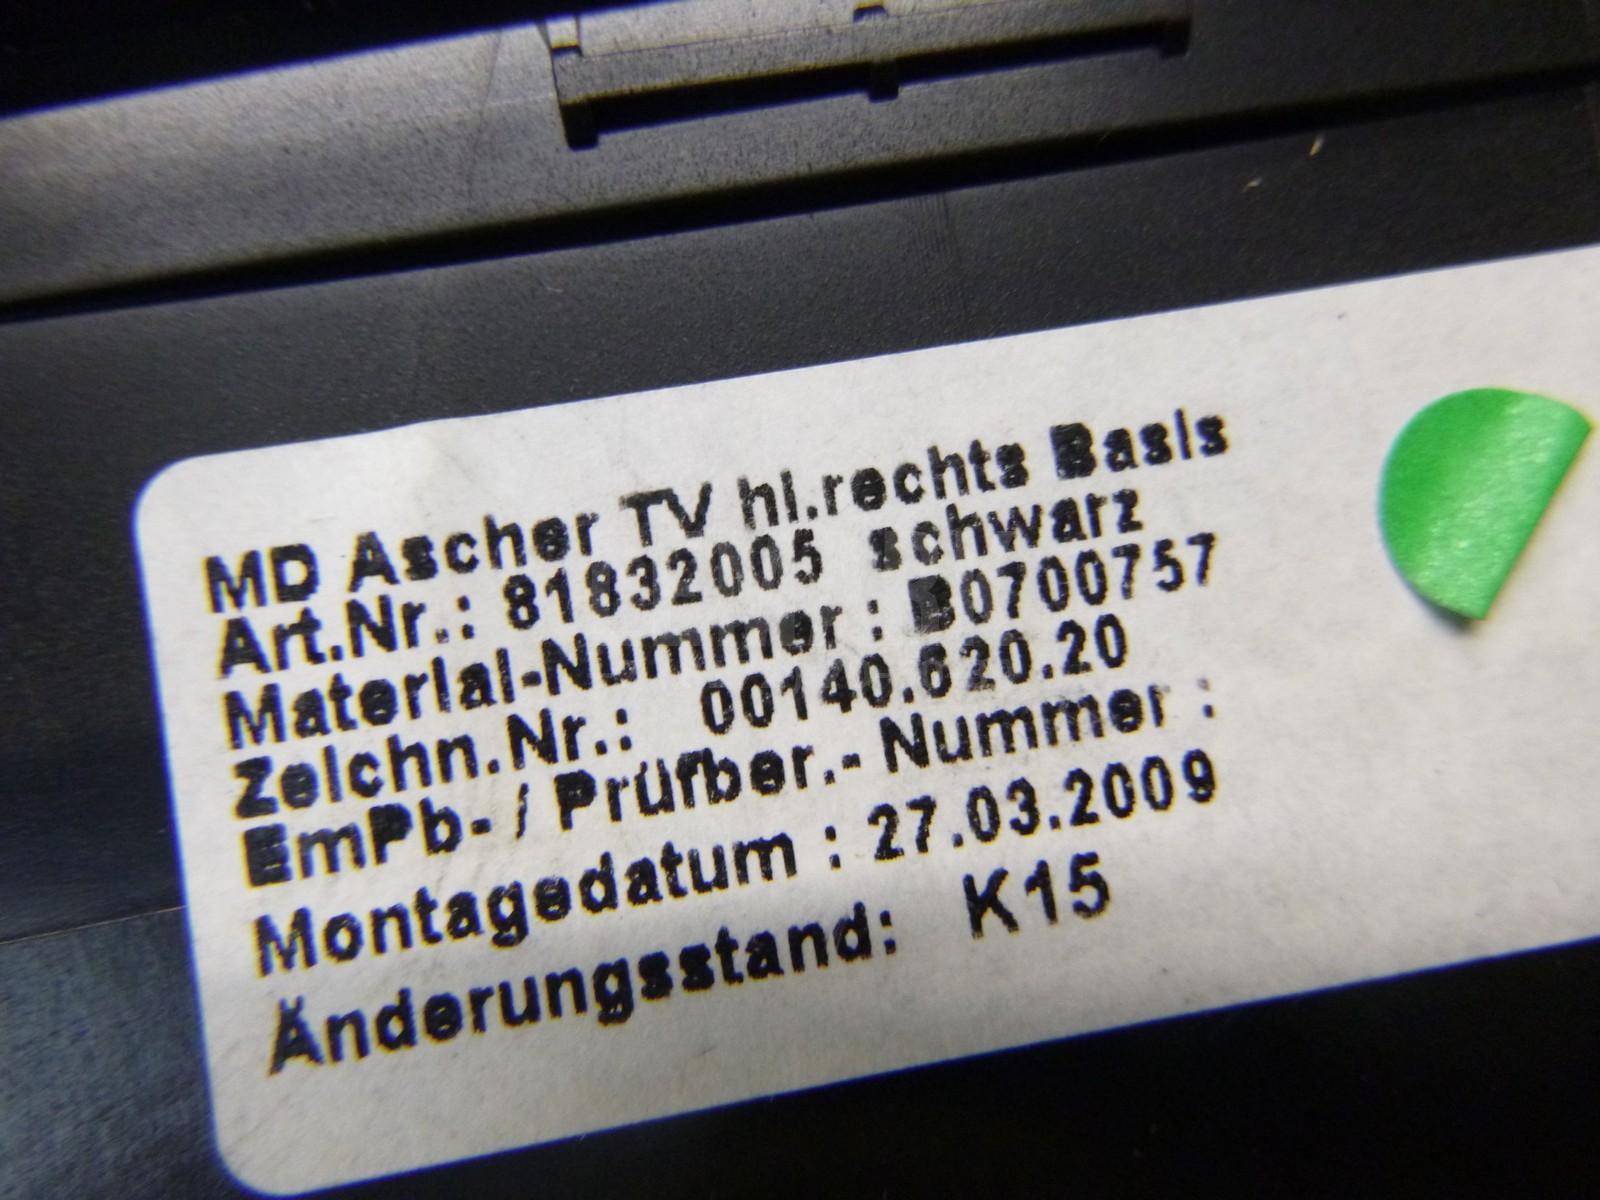 MD Ascher TV hl.rechts Basis
Art.Nr.: 81832005 schwarz
Material-Nummer : B0700757
Zeichn.Nr.: 00140.620.20
EmPb- / Prüfber.- Nummer :
Montagedatum : 27.03.2009
Änderungsstand: K15